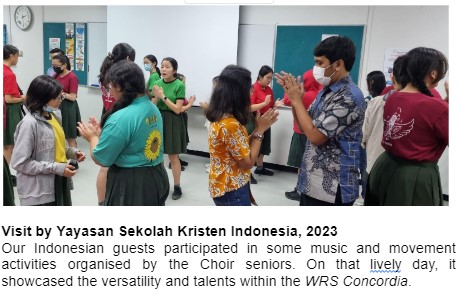 Visit by Yayasan Sekolah Kristen Indonesia, 2023
Our Indonesian guests participated in some music and movement
activities organised by the Choir seniors. On that lively day, it
showcased the versatility and talents within the WRS Concordia.